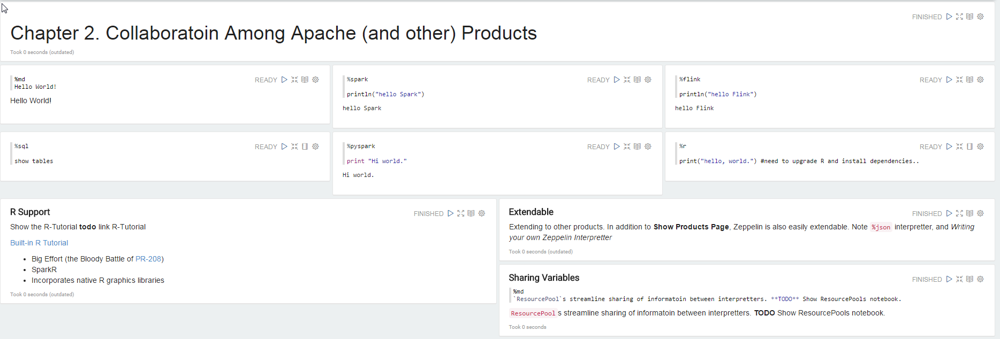 FINISHED
Chapter 2. Collaboratoin Among Apache (and other) Products
Took 0 seconds (outdated)
%md
Hello World!
READY
Hello World!
%spark
READY
println("hello Spark")
hello Spark
%flink
READY
println("hello Flink")
hello Flink
%sql
READY
show tables
%pyspark
READY
print "Hi world."
Hi world.
%r
READY
print("hello, world.") #need to upgrade R and install dependencies..
R Support
FINISHED
Show the R-Tutorial todo link R-Tutorial
Built-in R Tutorial
• Big Effort (the Bloody Battle of PR-208)
• SparkR
• Incorporates native R graphics libraries
Took 0 seconds (outdated)
Extendable
FINISHED
Extending to other products. In addition to Show Products Page, Zeppelin is also easily extendable. Note %json interpretter, and Writing
your own Zeppelin Interpretter
Took 0 seconds (outdated)
Sharing Variables
FINISHED
%md
`ResourcePool`s streamline sharing of informatoin between interpretters. **TODO** Show ResourcePools notebook.
ResourcePools streamline sharing of informatoin between interpretters. TODO Show ResourcePools notebook.
Took 0 seconds